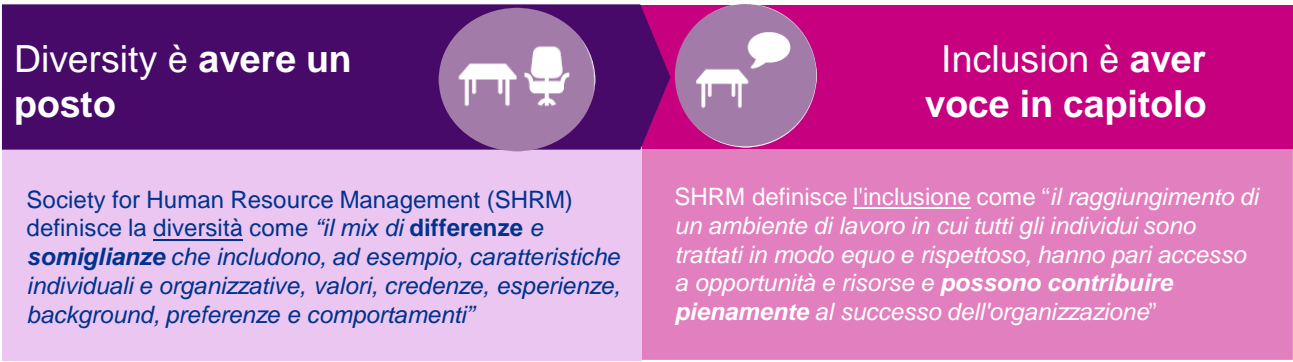 Diversity è avere un
posto
Inclusion è aver
voce in capitolo
Society for Human Resource Management (SHRM)
definisce la diversità come “il mix di differenze e
somiglianze che includono, ad esempio, caratteristiche
individuali e organizzative, valori, credenze, esperienze,
background, preferenze e comportamenti”
SHRM definisce l'inclusione come “il raggiungimento di
un ambiente di lavoro in cui tutti gli individui sono
trattati in modo equo e rispettoso, hanno pari accesso
a opportunità e risorse e possono contribuire
pienamente al successo dell'organizzazione”